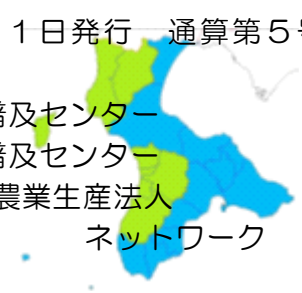 １日発行　通算第５号
普及センター
普及センター
農業生産法人
ネットワーク